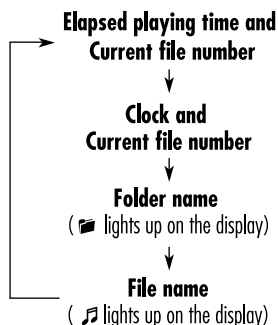 Elapsed playing time and
Current file number
Clock and
Current file number
Folder name
( lights up on the display)
File name
( lights up on the display)